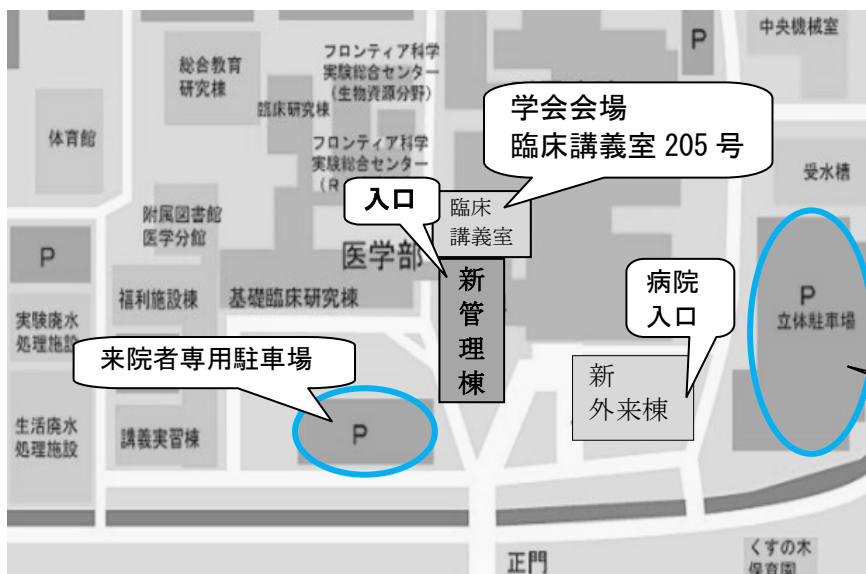 中央機械室
P
総合教育
研究棟
フロンティア科学
実験総合センター
(生物資源分野)
臨床研究棟
体育館
学会会場
臨床講義室 205 号
フロンティア科学
実験総合センター
(R
受水槽
入口
臨床
講義室
附属図書館
医学分館
医学部
P
新管理棟
病院
入口
P
立体駐車場
福利施設棟
基礎臨床研究棟
実験廃水
処理施設
来院者専用駐車場
新
外来棟
P
生活廃水
処理施設
講義実習棟
正門
くすの木
保育園